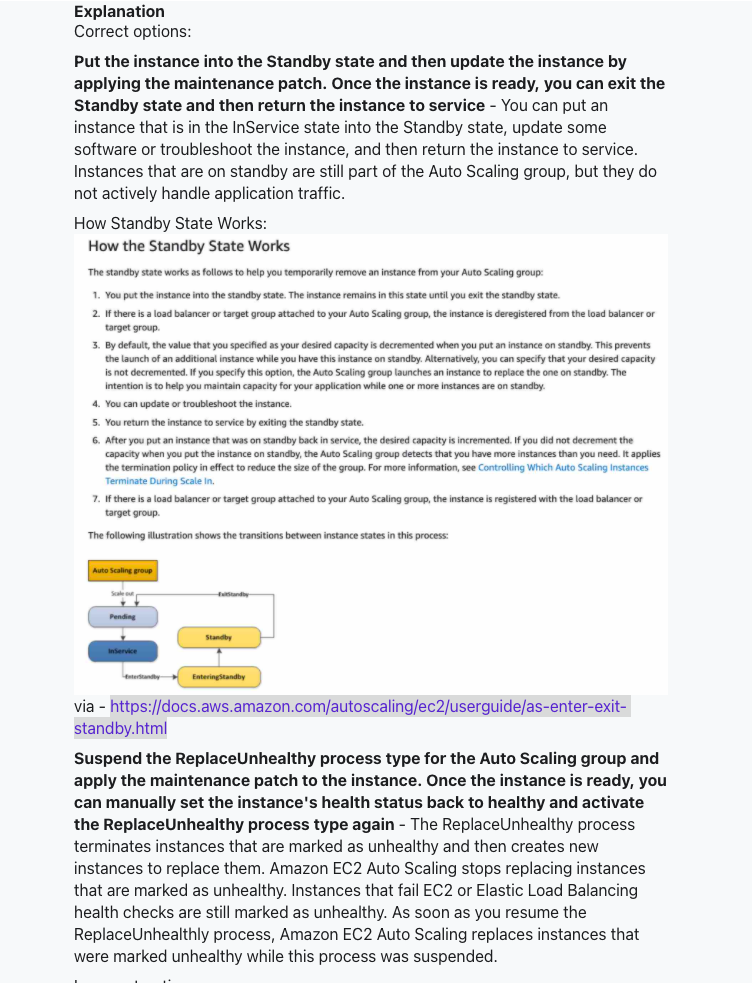 Explanation
Correct options:
Put the instance into the Standby state and then update the instance by
applying the maintenance patch. Once the instance is ready, you can exit the
Standby state and then return the instance to service - You can put an
instance that is in the InService state into the Standby state, update some
software or troubleshoot the instance, and then return the instance to service.
Instances that are on standby are still part of the Auto Scaling group, but they do
not actively handle application traffic.
How Standby State Works:
How the Standby State Works
The standby state works as follows to help you temporarily remove an instance from your Auto Scaling group:
1. You put the instance into the standby state. The instance remains in this state until you exit the standby state.
2. If there is a load balancer or target group attached to your Auto Scaling group, the instance is deregistered from the load balancer or
target group.
3. By default, the value that you specified as your desired capacity is decremented when you put an instance on standby. This prevents
the launch of an additional instance while you have this instance on standby. Alternatively, you can specify that your desired capacity
is not decremented. If you specify this option, the Auto Scaling group launches an instance to replace the one on standby. The
intention is to help you maintain capacity for your application while one or more instances are on standby.
4. You can update or troubleshoot the instance.
5. You return the instance to service by exiting the standby state.
6. After you put an instance that was on standby back in service, the desired capacity is incremented. If you did not decrement the
capacity when you put the instance on standby, the Auto Scaling group detects that you have more instances than you need. It applies
the termination policy in effect to reduce the size of the group. For more information, see Controlling Which Auto Scaling Instances
Terminate During Scale In.
7. If there is a load balancer or target group attached to your Auto Scaling group, the instance is registered with the load balancer or
target group.
The following illustration shows the transitions between instance states in this process:
Auto Scaling group
Scale out
ExitStandby
Pending
Standby
InService
EnterStandby
EnteringStandby
via - https://docs.aws.amazon.com/autoscaling/ec2/userguide/as-enter-exit-
standby.html
Suspend the ReplaceUnhealthy process type for the Auto Scaling group and
apply the maintenance patch to the instance. Once the instance is ready, you
can manually set the instance's health status back to healthy and activate
the ReplaceUnhealthy process type again - The ReplaceUnhealthy process
terminates instances that are marked as unhealthy and then creates new
instances to replace them. Amazon EC2 Auto Scaling stops replacing instances
that are marked as unhealthy. Instances that fail EC2 or Elastic Load Balancing
health checks are still marked as unhealthy. As soon as you resume the
ReplaceUnhealthly process, Amazon EC2 Auto Scaling replaces instances that
were marked unhealthy while this process was suspended.